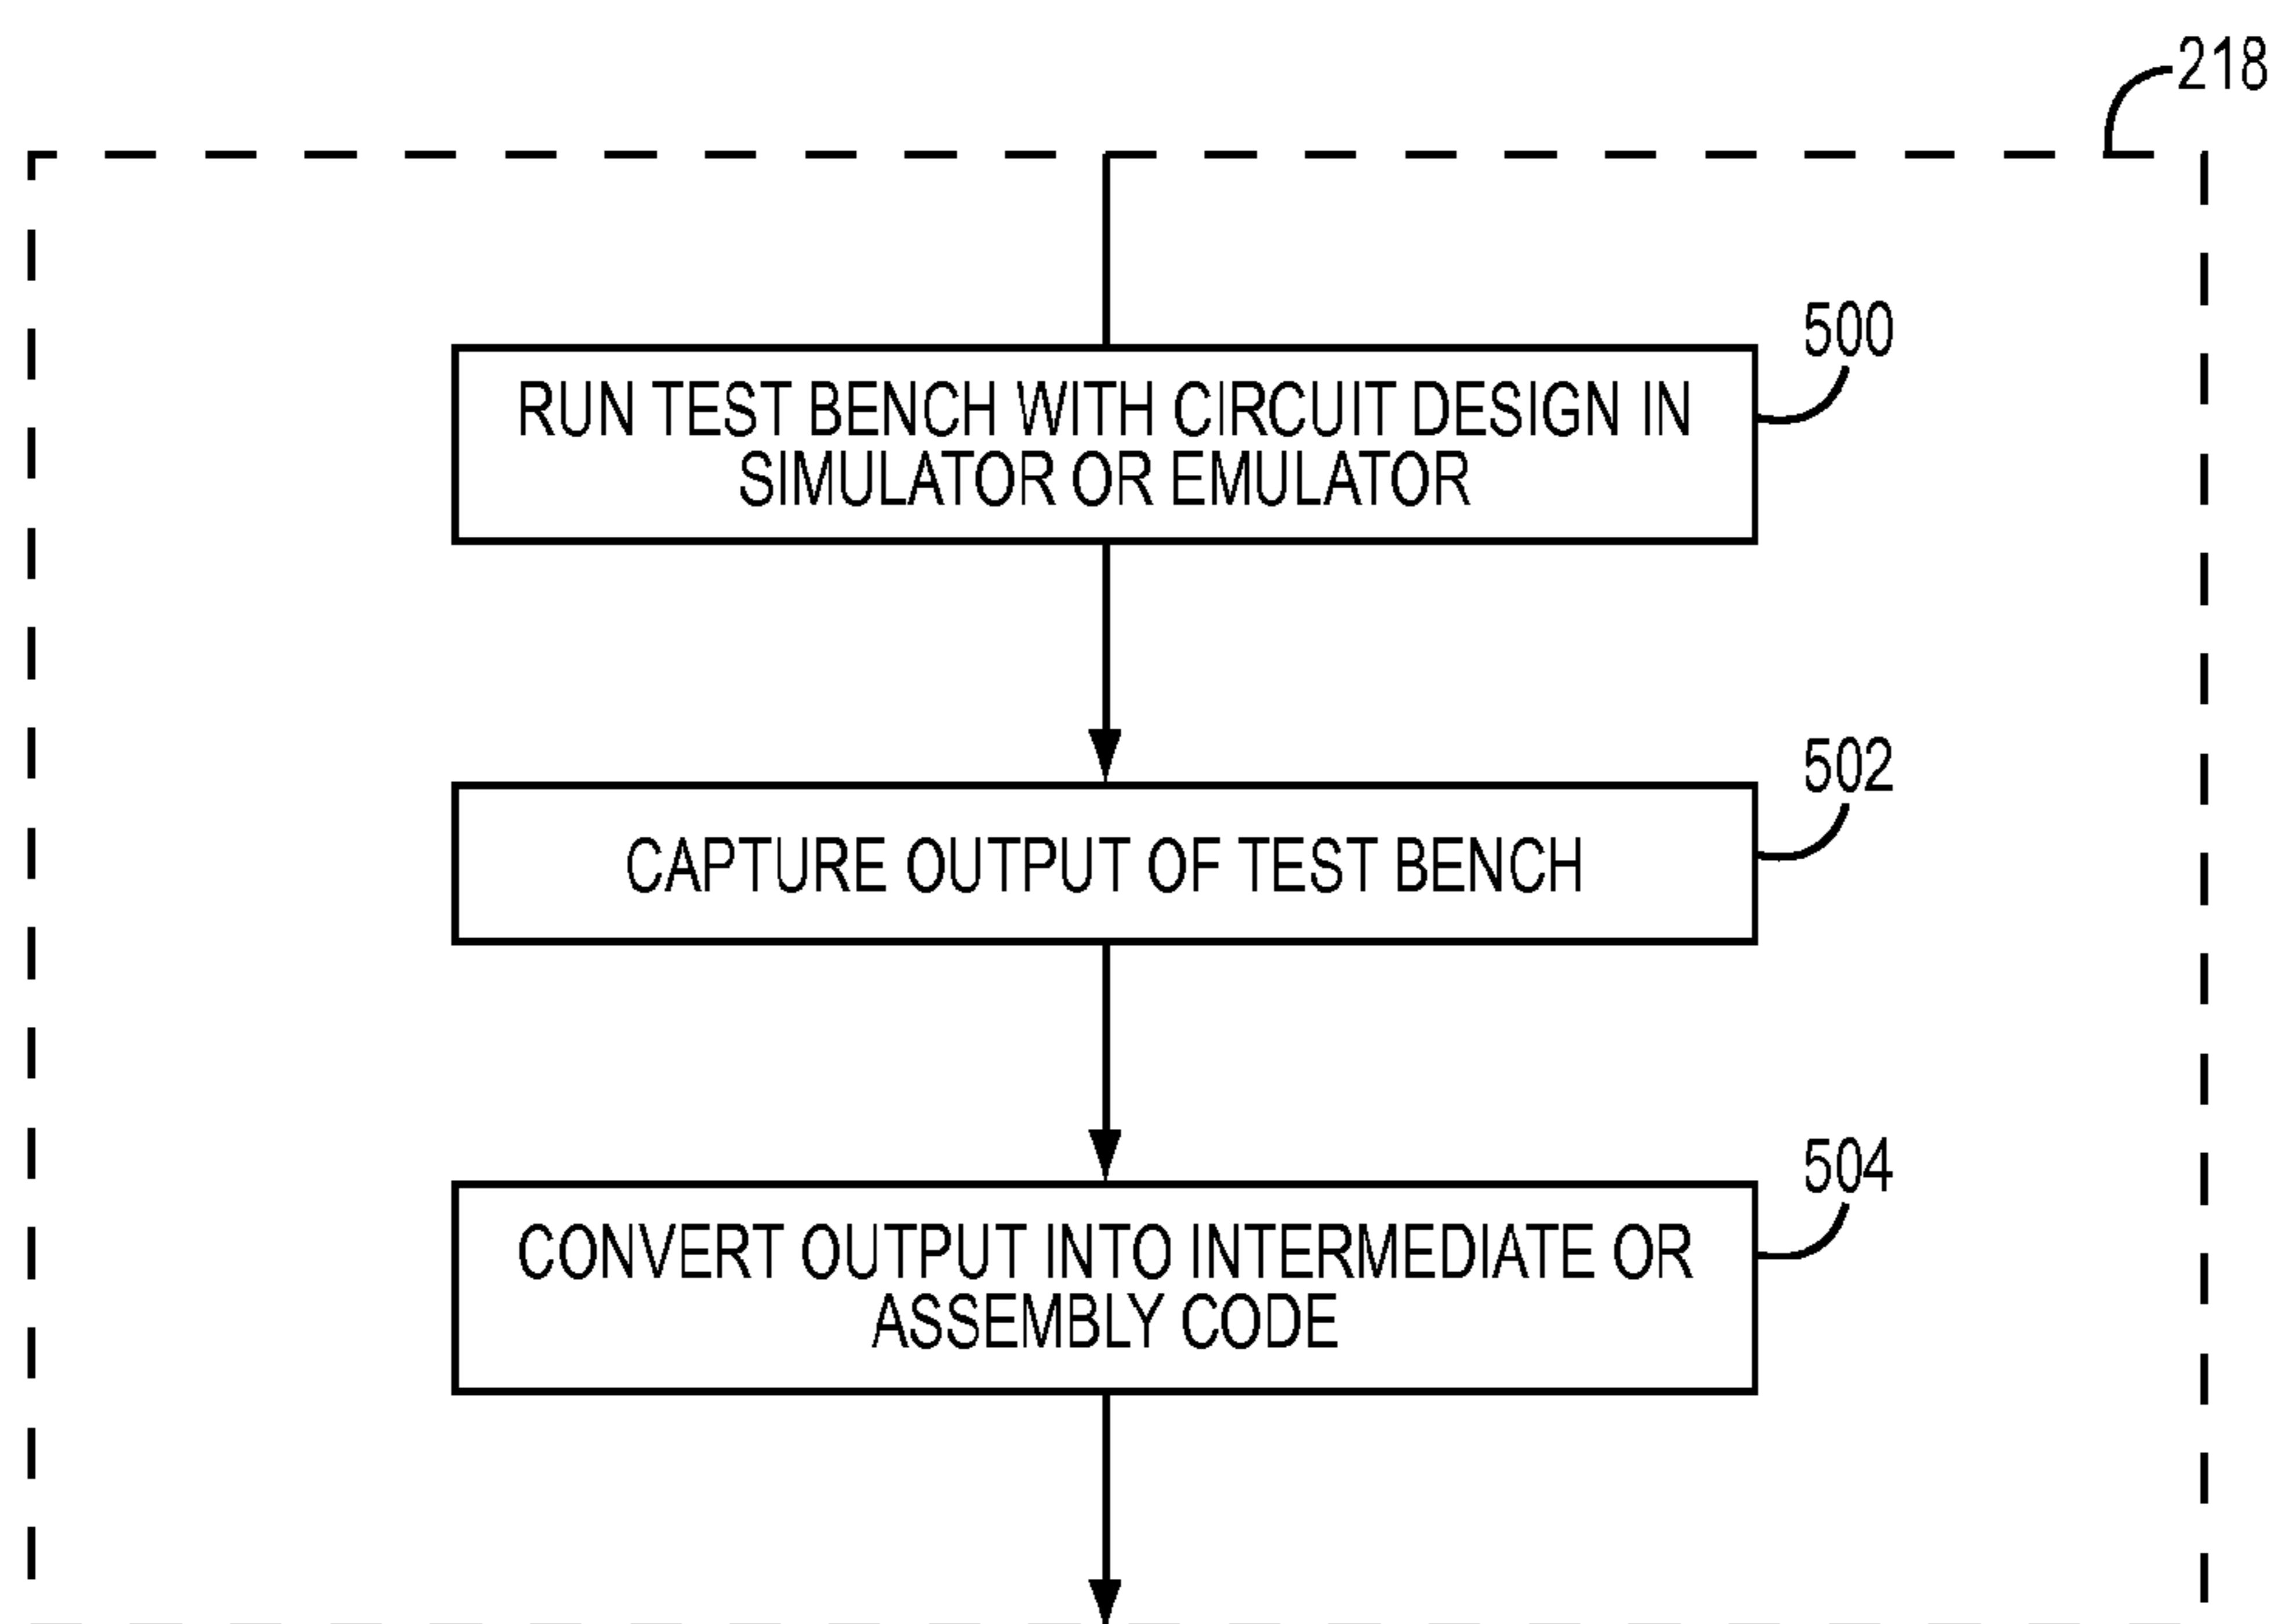 218
500
RUN TEST BENCH WITH CIRCUIT DESIGN IN
SIMULATOR OR EMULATOR
502
CAPTURE OUTPUT OF TEST BENCH
504
CONVERT OUTPUT INTO INTERMEDIATE OR
ASSEMBLY CODE